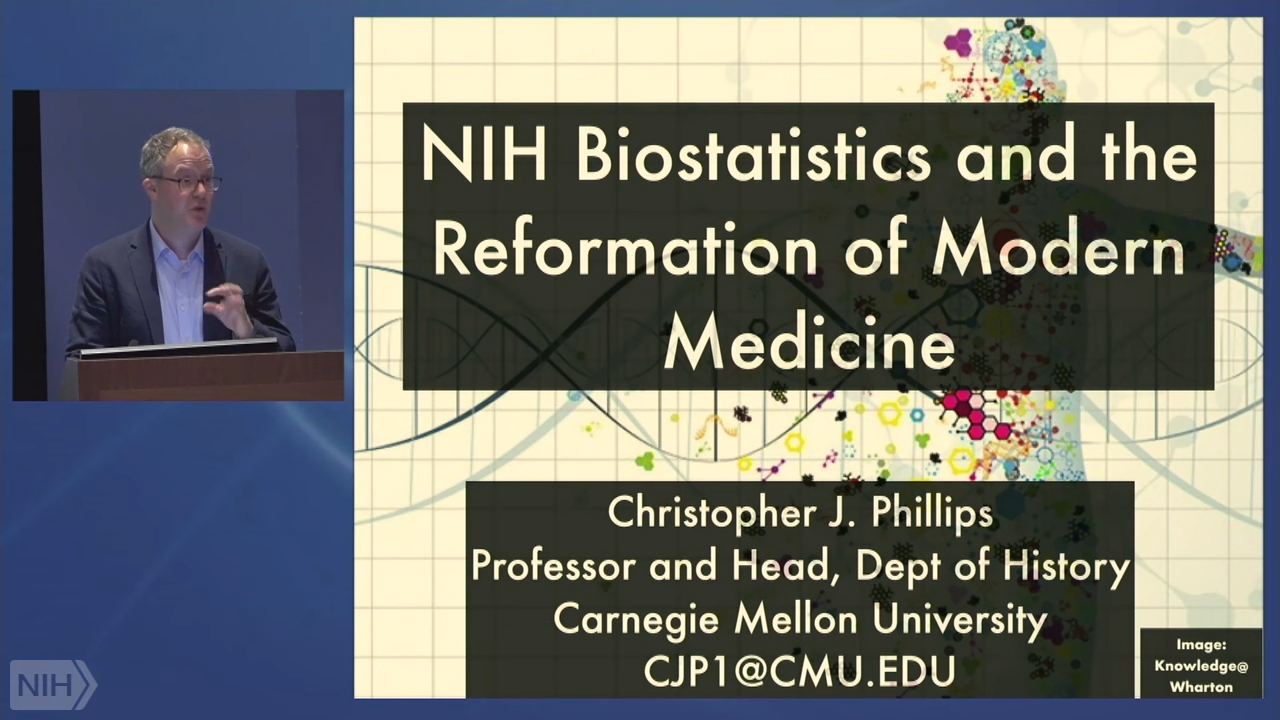 NIH Biostatistics and the
Reformation of Modern
Medicine
Christopher J. Phillips
Professor and Head, Dept of History
Carnegie Mellon University
CJP1@CMU.EDU
Image:
Knowledge@
Wharton
NIH